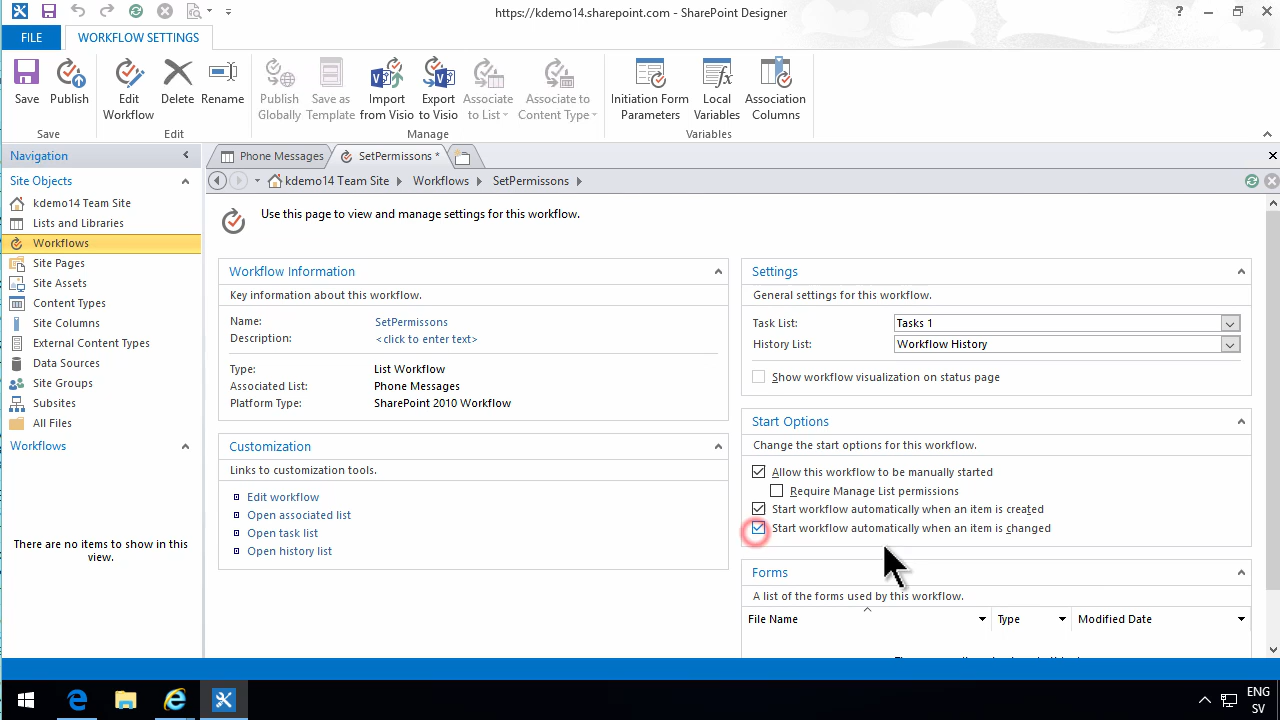 https://kdemo14.sharepoint.com - SharePoint Designer
FILE
WORKFLOW SETTINGS
Save
Publish
Edit Workflow
Delete
Rename
Publish Globally
Save as Template
Import from Visio
Export to Visio
Associate to List
Associate to Content Type
Initiation Form Parameters
Local Variables
Association Columns
Save
Edit
Manage
Variables
Navigation
Phone Messages
SetPermissons *
Site Objects
kdemo14 Team Site
Workflows
SetPermissons
kdemo14 Team Site
Lists and Libraries
Workflows
Site Pages
Site Assets
Content Types
Site Columns
External Content Types
Data Sources
Site Groups
Subsites
All Files
Workflows
There are no items to show in this
view.
Use this page to view and manage settings for this workflow.
Workflow Information
Key information about this workflow.
Name: SetPermissons
Description: <click to enter text>
Type: List Workflow
Associated List: Phone Messages
Platform Type: SharePoint 2010 Workflow
Customization
Links to customization tools.
Edit workflow
Open associated list
Open task list
Open history list
Settings
General settings for this workflow.
Task List: Tasks 1
History List: Workflow History
Show workflow visualization on status page
Start Options
Change the start options for this workflow.
Allow this workflow to be manually started
Require Manage List permissions
Start workflow automatically when an item is created
Start workflow automatically when an item is changed
Forms
A list of the forms used by this workflow.
File Name Type Modified Date
ENG
SV